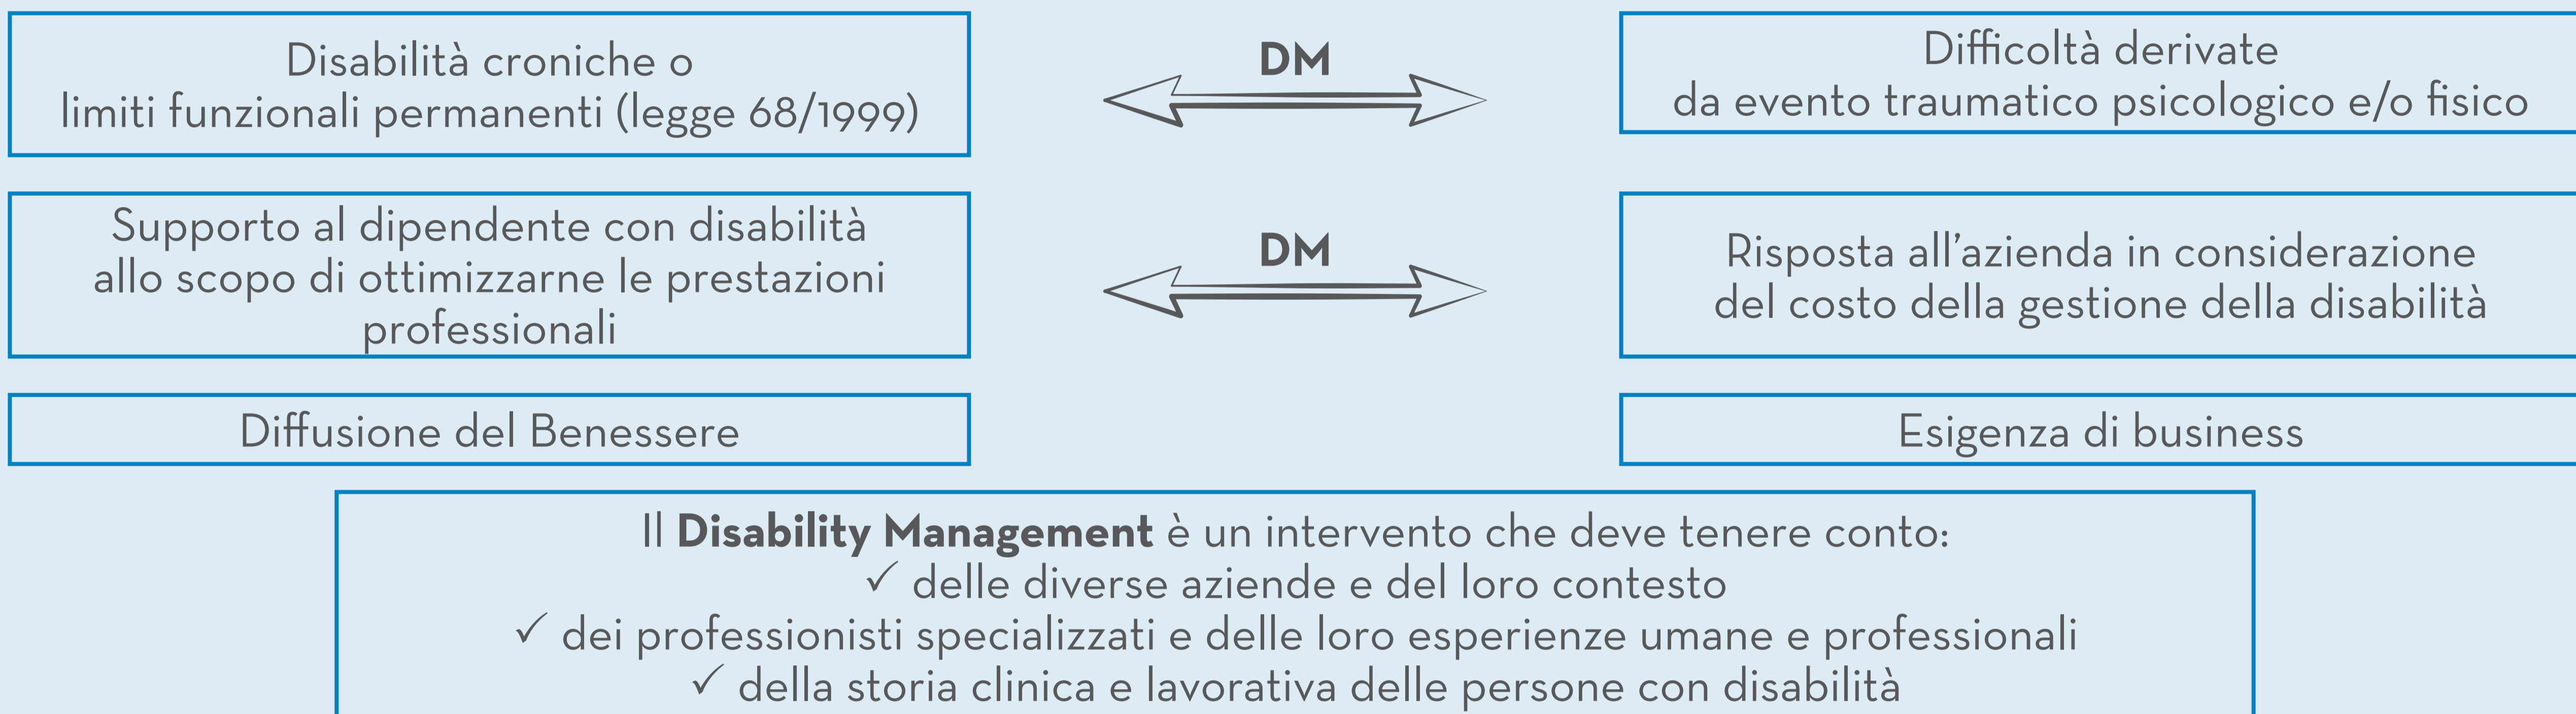 Disabilità croniche o
limiti funzionali permanenti (legge 68/1999)
DM
Difficoltà derivate
da evento traumatico psicologico e/o fisico
Supporto al dipendente con disabilità
allo scopo di ottimizzarne le prestazioni
professionali
DM
Risposta all'azienda in considerazione
del costo della gestione della disabilità
Diffusione del Benessere
Esigenza di business
Il Disability Management è un intervento che deve tenere conto:
✓ delle diverse aziende e del loro contesto
✓ dei professionisti specializzati e delle loro esperienze umane e professionali
✓ della storia clinica e lavorativa delle persone con disabilità